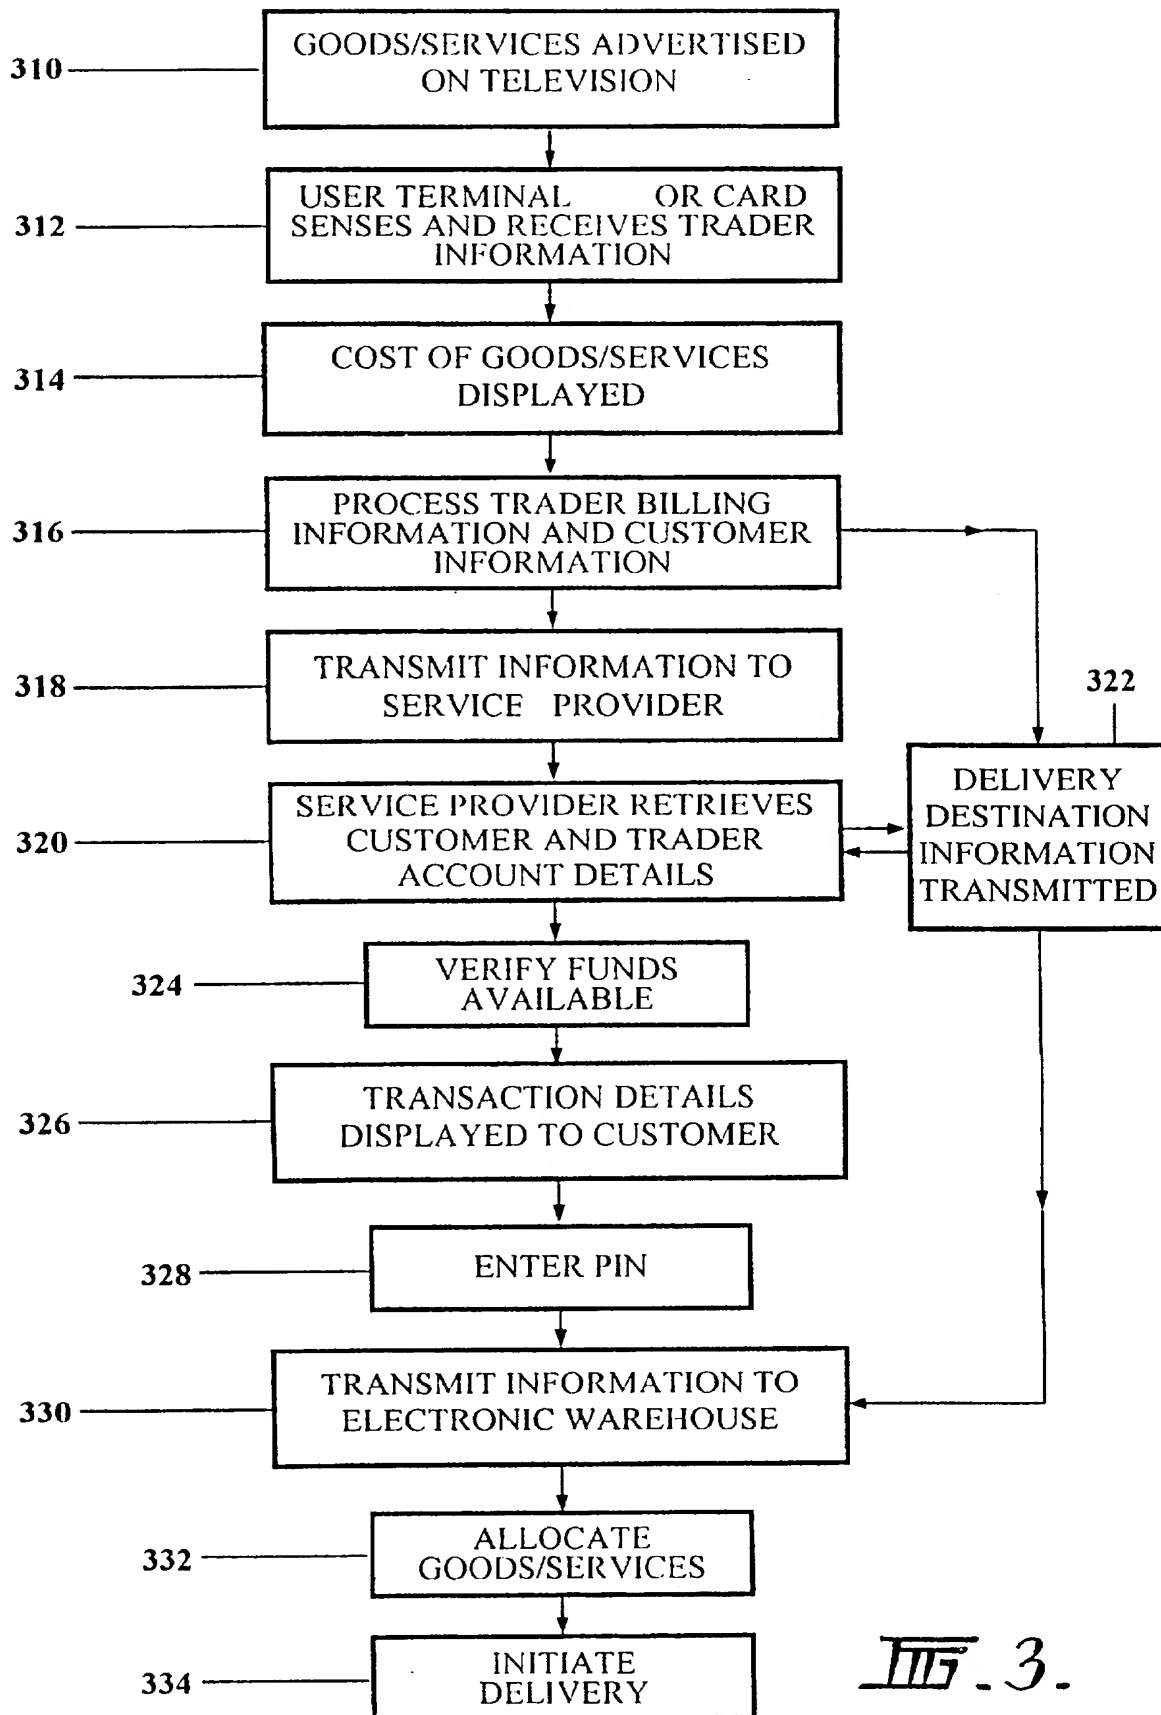 GOODS/SERVICES ADVERTISED
ON TELEVISION
310
USER TERMINAL OR CARD
SENSES AND RECEIVES TRADER
INFORMATION
312
COST OF GOODS/SERVICES
DISPLAYED
314
PROCESS TRADER BILLING
INFORMATION AND CUSTOMER
INFORMATION
316
TRANSMIT INFORMATION TO
SERVICE PROVIDER
318
322
DELIVERY
DESTINATION
INFORMATION
TRANSMITTED
SERVICE PROVIDER RETRIEVES
CUSTOMER AND TRADER
ACCOUNT DETAILS
320
VERIFY FUNDS
AVAILABLE
324
TRANSACTION DETAILS
DISPLAYED TO CUSTOMER
326
ENTER PIN
328
TRANSMIT INFORMATION TO
ELECTRONIC WAREHOUSE
330
ALLOCATE
GOODS/SERVICES
332
INITIATE
DELIVERY
334
FIG. 3.